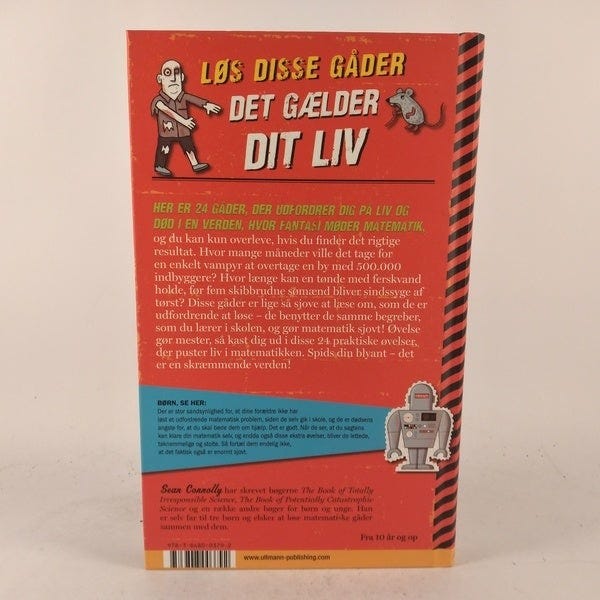 LØS DISSE GÅDER
DET GÆLDER
DIT LIV
HER ER 24 GÅDER, DER UDFORDRER DIG PÅ LIV OG
DØD I EN VERDEN, HVOR FANTASI MØDER MATEMATIK,
og du kan kun overleve, hvis du finder det rigtige
resultat. Hvor mange måneder ville det tage for
en enkelt vampyr at overtage en by med 500.000
indbyggere? Hvor længe kan en tønde med ferskvand
holde, før fem skibbrudne sømænd bliver sindssyge af
tørst? Disse gåder er lige så sjove at læse om, som de er
udfordrende at løse – de benytter de samme begreber,
som du lærer i skolen, og gør matematik sjovt! Øvelse
gør mester, så kast dig ud i disse 24 praktiske øvelser,
der puster liv i matematikken. Spids din blyant – det
er en skræmmende verden!
BØRN, SE HER:
Der er stor sandsynlighed for, at dine forældre ikke har
løst et udfordrende matematisk problem, siden de selv gik i skole, og de er dødsens
angste for, at du skal bede dem om hjælp. Det er godt. Når de ser, at du sagtens
kan klare din matematik selv, og endda også disse ekstra øvelser, bliver de lettede,
taknemmelige og stolte. Så fortæl dem endelig ikke,
at det faktisk også er enormt sjovt.
Sean Connolly har skrevet bøgerne The Book of Totally
Irresponsible Science, The Book of Potentially Catastrophic
Science og en række andre bøger for børn og unge. Han
er selv far til tre børn og elsker at løse matematiske gåder
sammen med dem.
Fra 10 år og op
www.ullmann-publishing.com